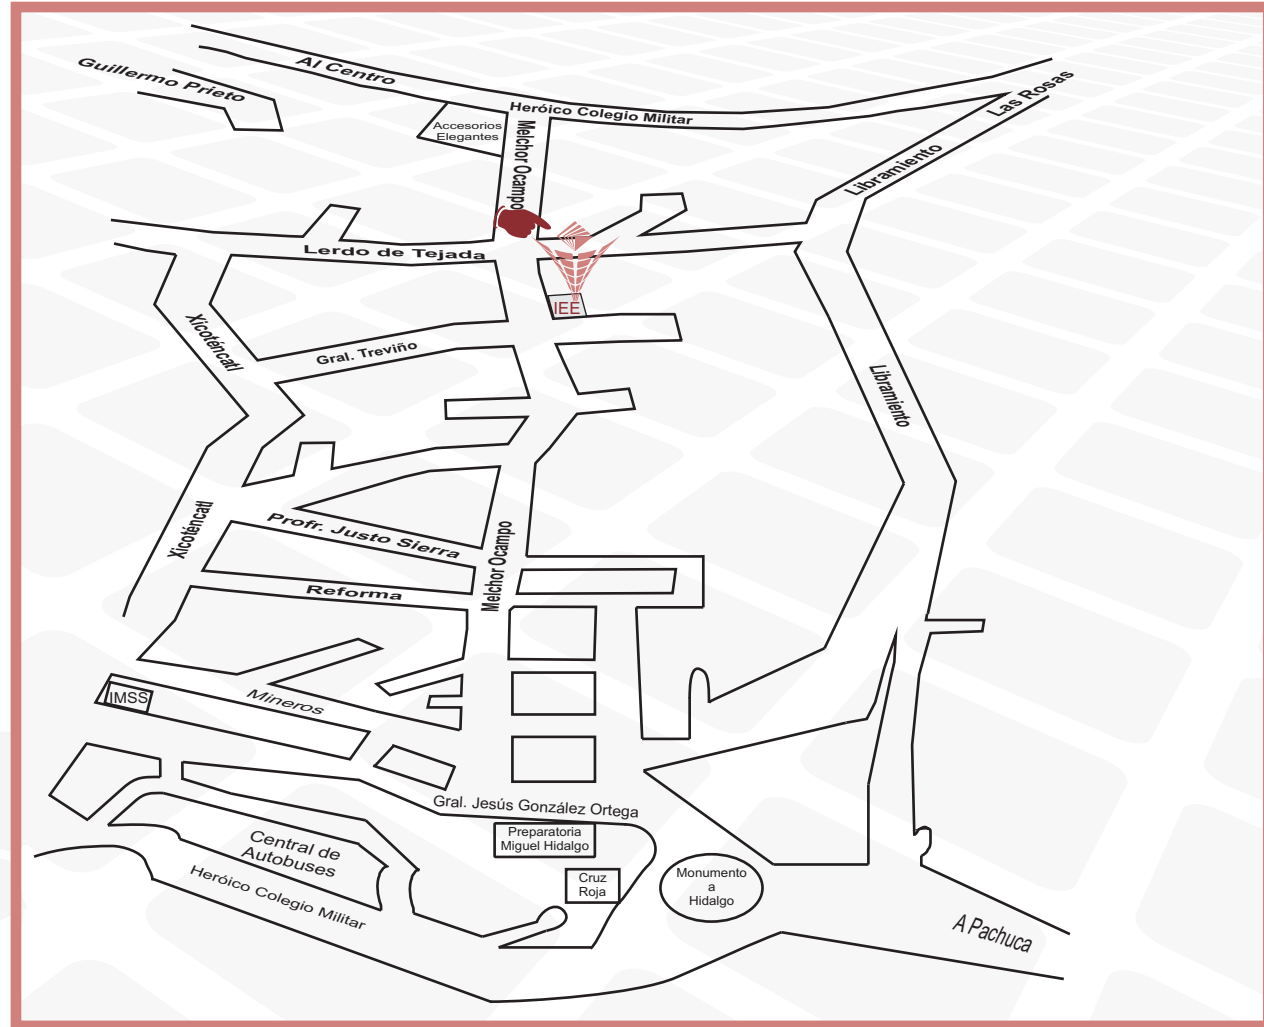 Guillermo Prieto
Al Centro
Heróico Colegio Militar
Las Rosas
Accesorios
Elegantes
Melchor Ocampo
Libramiento
Lerdo de Tejada
IEE
Xicoténcatl
Gral. Treviño
Libramiento
Xicoténcatl
Profr. Justo Sierra
Melchor Ocampo
Reforma
IMSS
Mineros
Gral. Jesús González Ortega
Preparatoria
Miguel Hidalgo
Central de
Autobuses
Cruz
Roja
Monumento
a
Hidalgo
Heróico Colegio Militar
A Pachuca